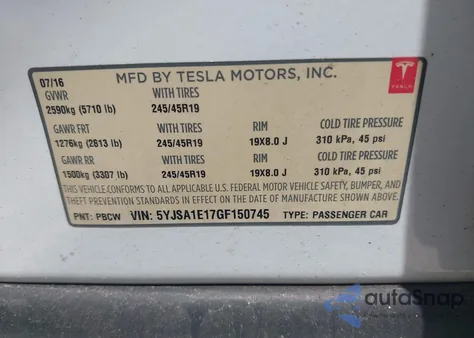 07/16 MFD BY TESLA MOTORS, INC.
TESLA
GVWR WITH TIRES
2590kg (5710 lb) 245/45R19
GAWR FRT WITH TIRES RIM COLD TIRE PRESSURE
1276kg (2813 lb) 245/45R19 19X8.0 J 310 kPa, 45 psi
GAWR RR WITH TIRES RIM COLD TIRE PRESSURE
1500kg (3307 lb) 245/45R19 19X8.0 J 310 kPa, 45 psi
THIS VEHICLE CONFORMS TO ALL APPLICABLE U.S. FEDERAL MOTOR VEHICLE SAFETY, BUMPER, AND
THEFT PREVENTION STANDARDS IN EFFECT ON THE DATE OF MANUFACTURE SHOWN ABOVE.
PNT: PBCW VIN: 5YJSA1E17GF150745 TYPE: PASSENGER CAR
autoSnap